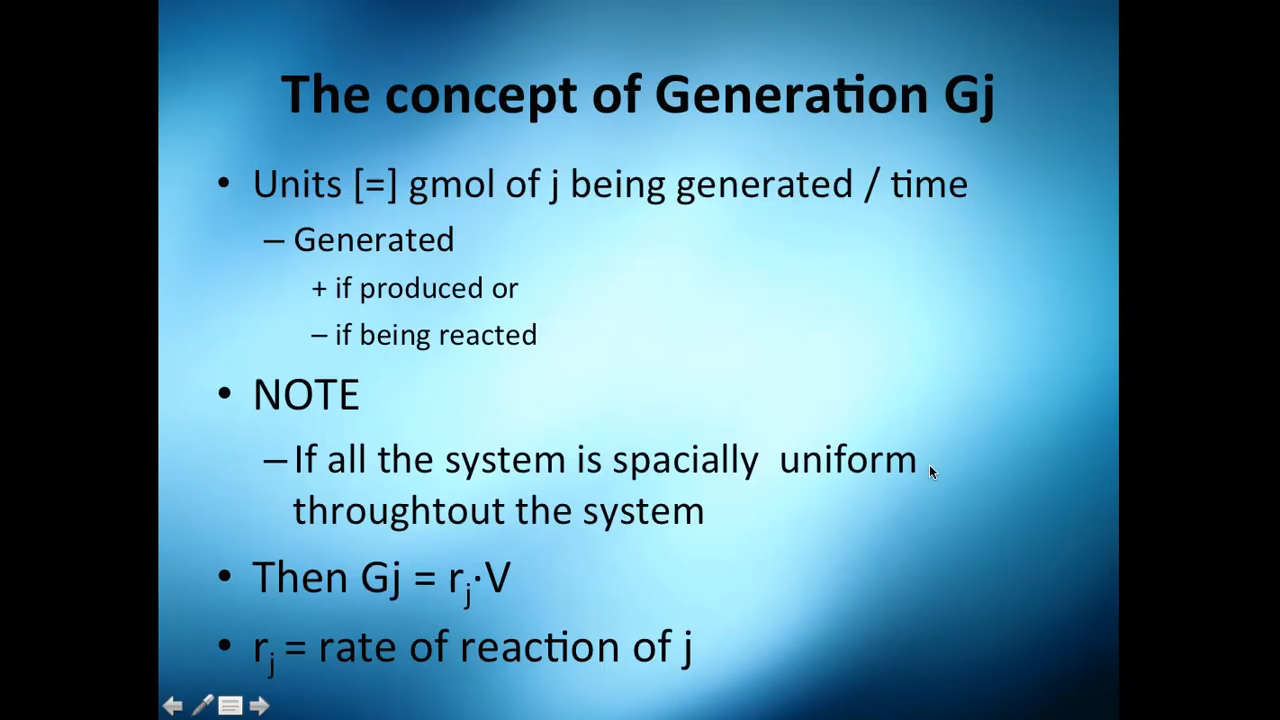 The concept of Generation Gj
• Units [=] gmol of j being generated / time
– Generated
+ if produced or
– if being reacted
• NOTE
– If all the system is spacially  uniform
throughtout the system
• Then Gj = rj·V
• rj = rate of reaction of j